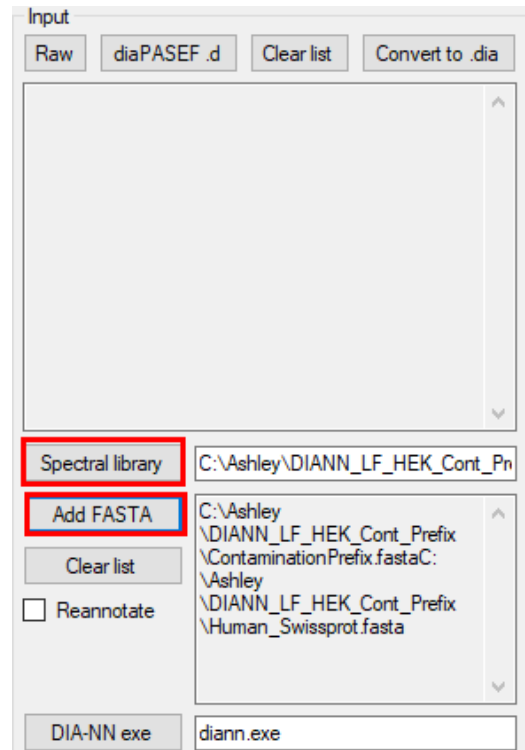 Input
Raw diaPASEF .d Clear list Convert to .dia
Spectral library C:\Ashley\DIANN_LF_HEK_Cont_Pr
Add FASTA C:\Ashley
\DIANN_LF_HEK_Cont_Prefix
\ContaminationPrefix.fastaC:
Clear list \Ashley
Reannotate \DIANN_LF_HEK_Cont_Prefix
\Human_Swissprot.fasta
DIA-NN exe diann.exe